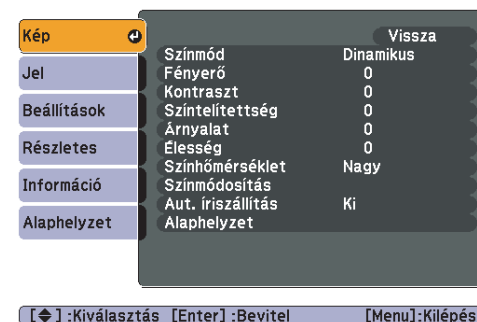 Kép
Jel
Beállítások
Részletes
Információ
Alaphelyzet
Vissza
Színmód Dinamikus
Fényerő 0
Kontraszt 0
Színtelítettség 0
Árnyalat 0
Élesség 0
Színhőmérséklet Nagy
Színmódosítás
Aut. íriszállítás Ki
Alaphelyzet
[◆] :Kiválasztás [Enter] :Bevitel [Menu]:Kilépés